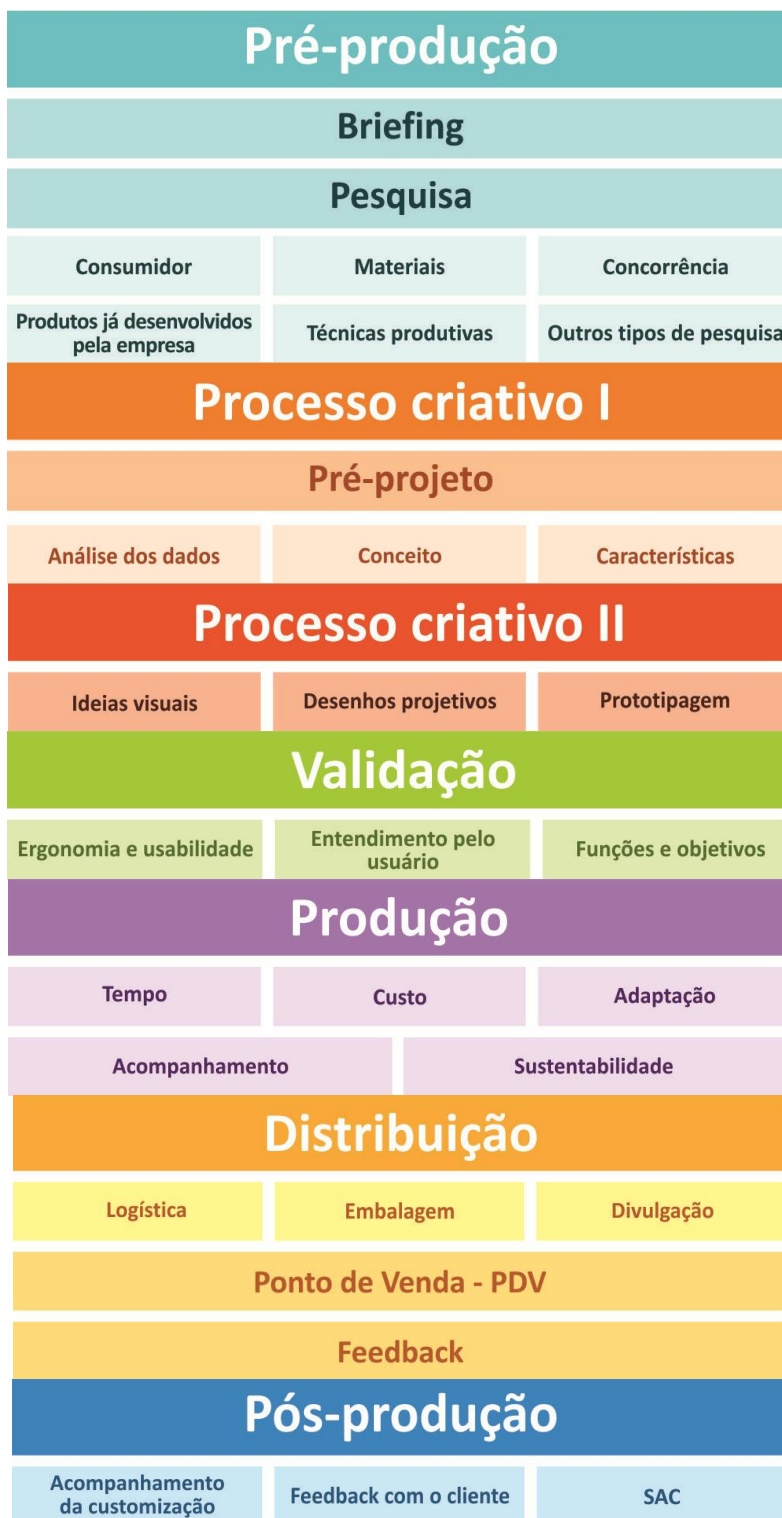 Pré-produção
Briefing
Pesquisa
Consumidor
Materiais
Concorrência
Produtos já desenvolvidos
pela empresa
Técnicas produtivas
Outros tipos de pesquisa
Processo criativo I
Pré-projeto
Análise dos dados
Conceito
Características
Processo criativo II
Ideias visuais
Desenhos projetivos
Prototipagem
Validação
Ergonomia e usabilidade
Entendimento pelo
usuário
Funções e objetivos
Produção
Tempo
Custo
Adaptação
Acompanhamento
Sustentabilidade
Distribuição
Logística
Embalagem
Divulgação
Ponto de Venda - PDV
Feedback
Pós-produção
Acompanhamento
da customização
Feedback com o cliente
SAC